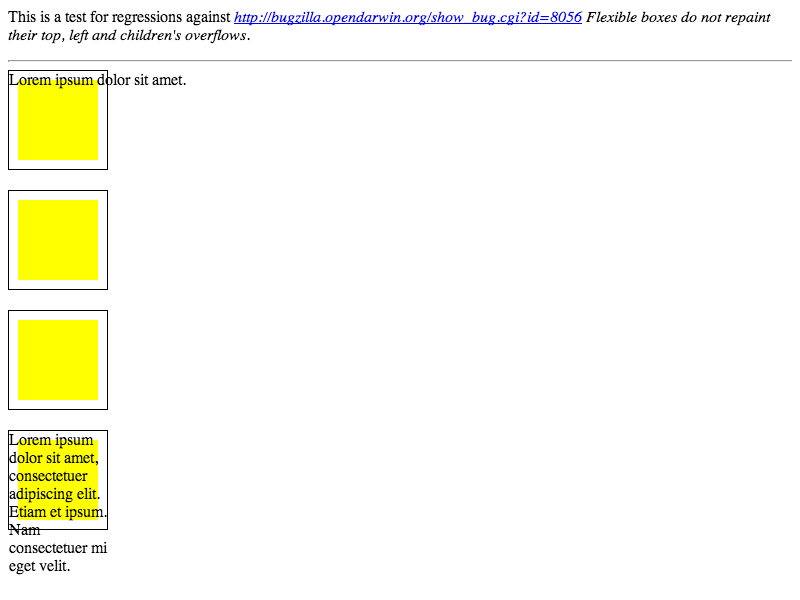 This is a test for regressions against http://bugzilla.opendarwin.org/show_bug.cgi?id=8056 Flexible boxes do not repaint
their top, left and children's overflows.
Lorem ipsum dolor sit amet.
Lorem ipsum
dolor sit amet,
consectetuer
adipiscing elit.
Etiam et ipsum.
Nam
consectetuer mi
eget velit.